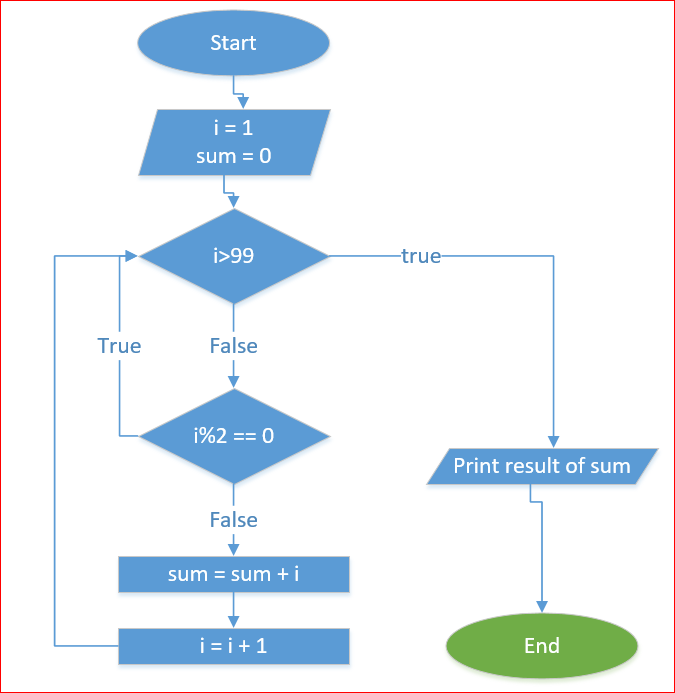 Start
i = 1
sum = 0
i>99
true
True
False
i%2 == 0
Print result of sum
False
sum = sum + i
i = i + 1
End